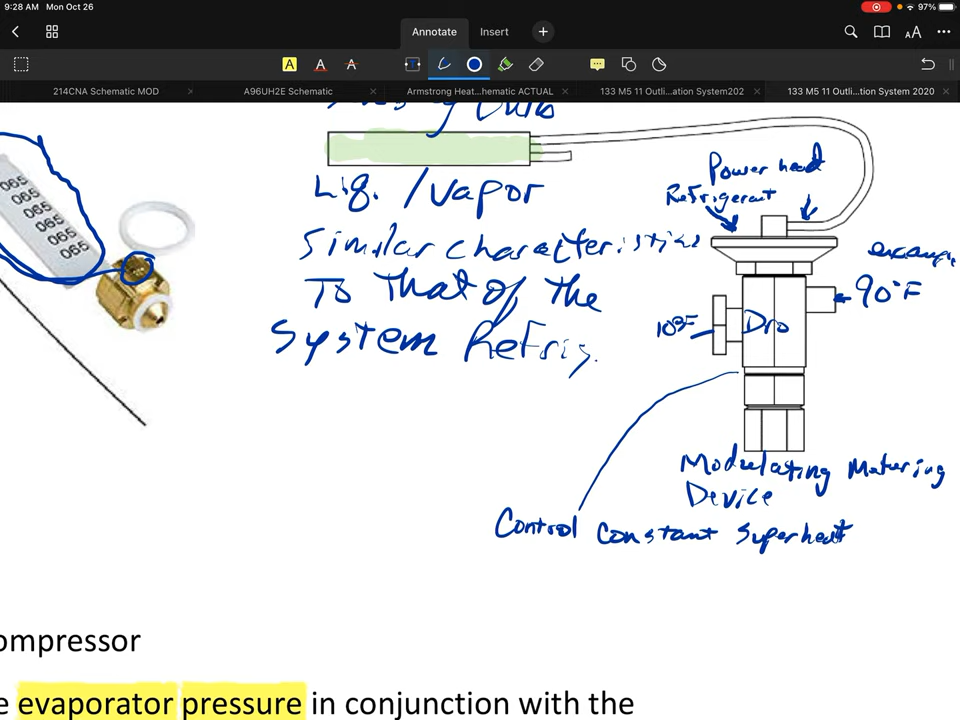 9:28 AM Mon Oct 26
97%
Annotate
Insert
AA
A
A
A
214CNA Schematic MOD
A96UH2E Schematic
Armstrong Heat...hematic ACTUAL
133 M5 11 Outli...ation System202
133 M5 11 Outli...tion System 2020
065
065
065
065
065
Liq. / vapor
Similar characteristics
To That of the
System Refrig.
Power head
Refrigerant
90°F
Modulating Metering
Device
Control Constant Superheat
ompressor
e evaporator pressure in conjunction with the